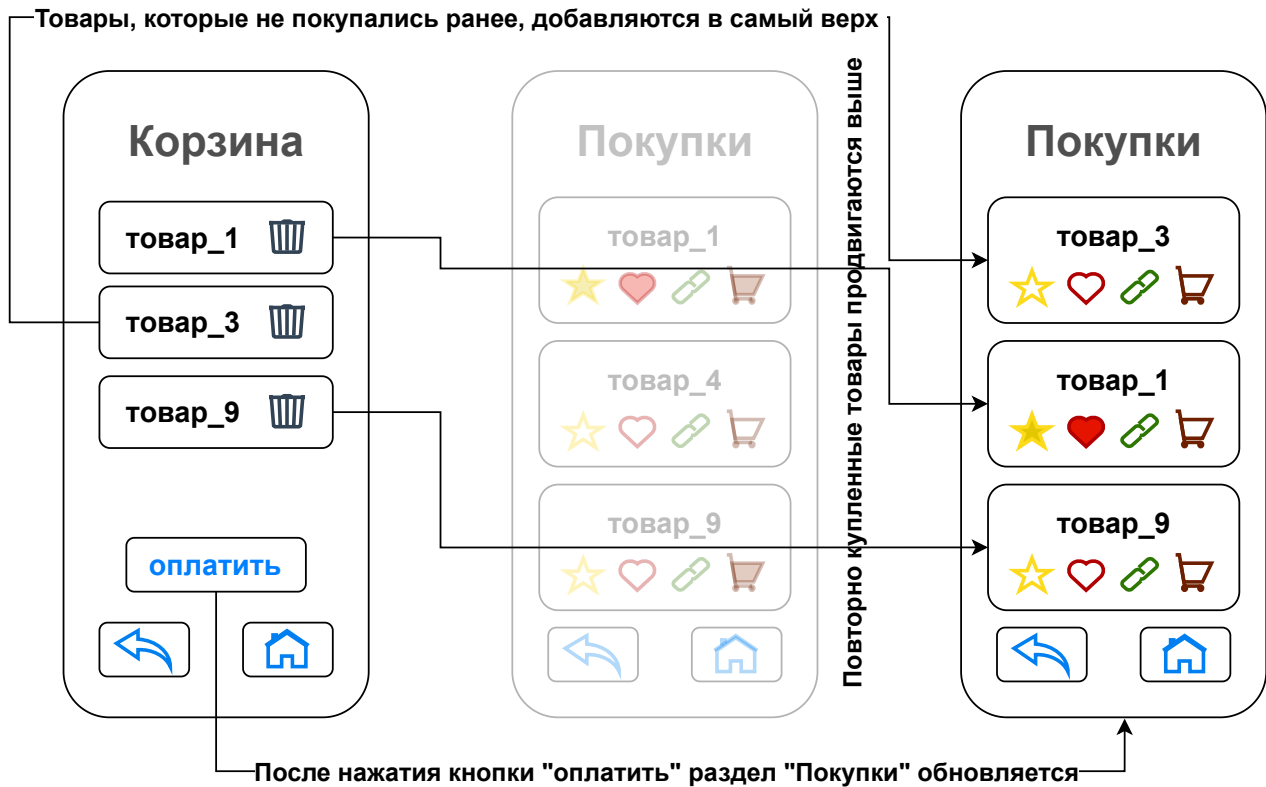 Товары, которые не покупались ранее, добавляются в самый верх
Корзина
товар_1
товар_3
товар_9
оплатить
Покупки
товар_1
товар_4
товар_9
Повторно купленные товары продвигаются выше
Покупки
товар_3
товар_1
товар_9
После нажатия кнопки "оплатить" раздел "Покупки" обновляется